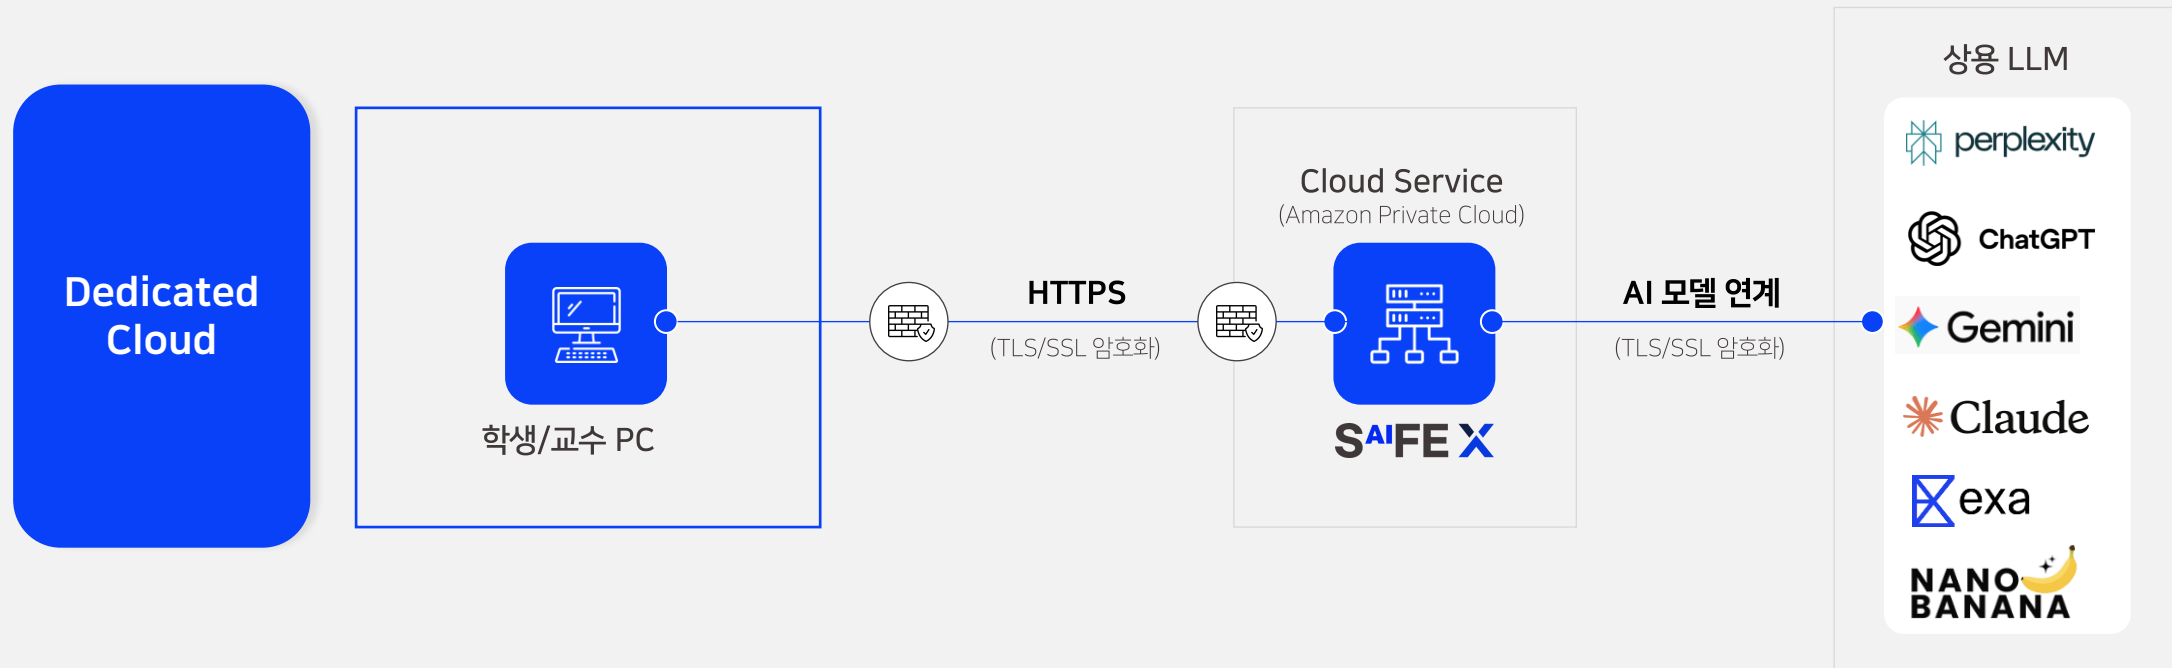 Dedicated
Cloud
학생/교수 PC
HTTPS
(TLS/SSL 암호화)
Cloud Service
(Amazon Private Cloud)
SAIFE X
AI 모델 연계
(TLS/SSL 암호화)
상용 LLM
perplexity
ChatGPT
Gemini
Claude
exa
NANO
BANANA